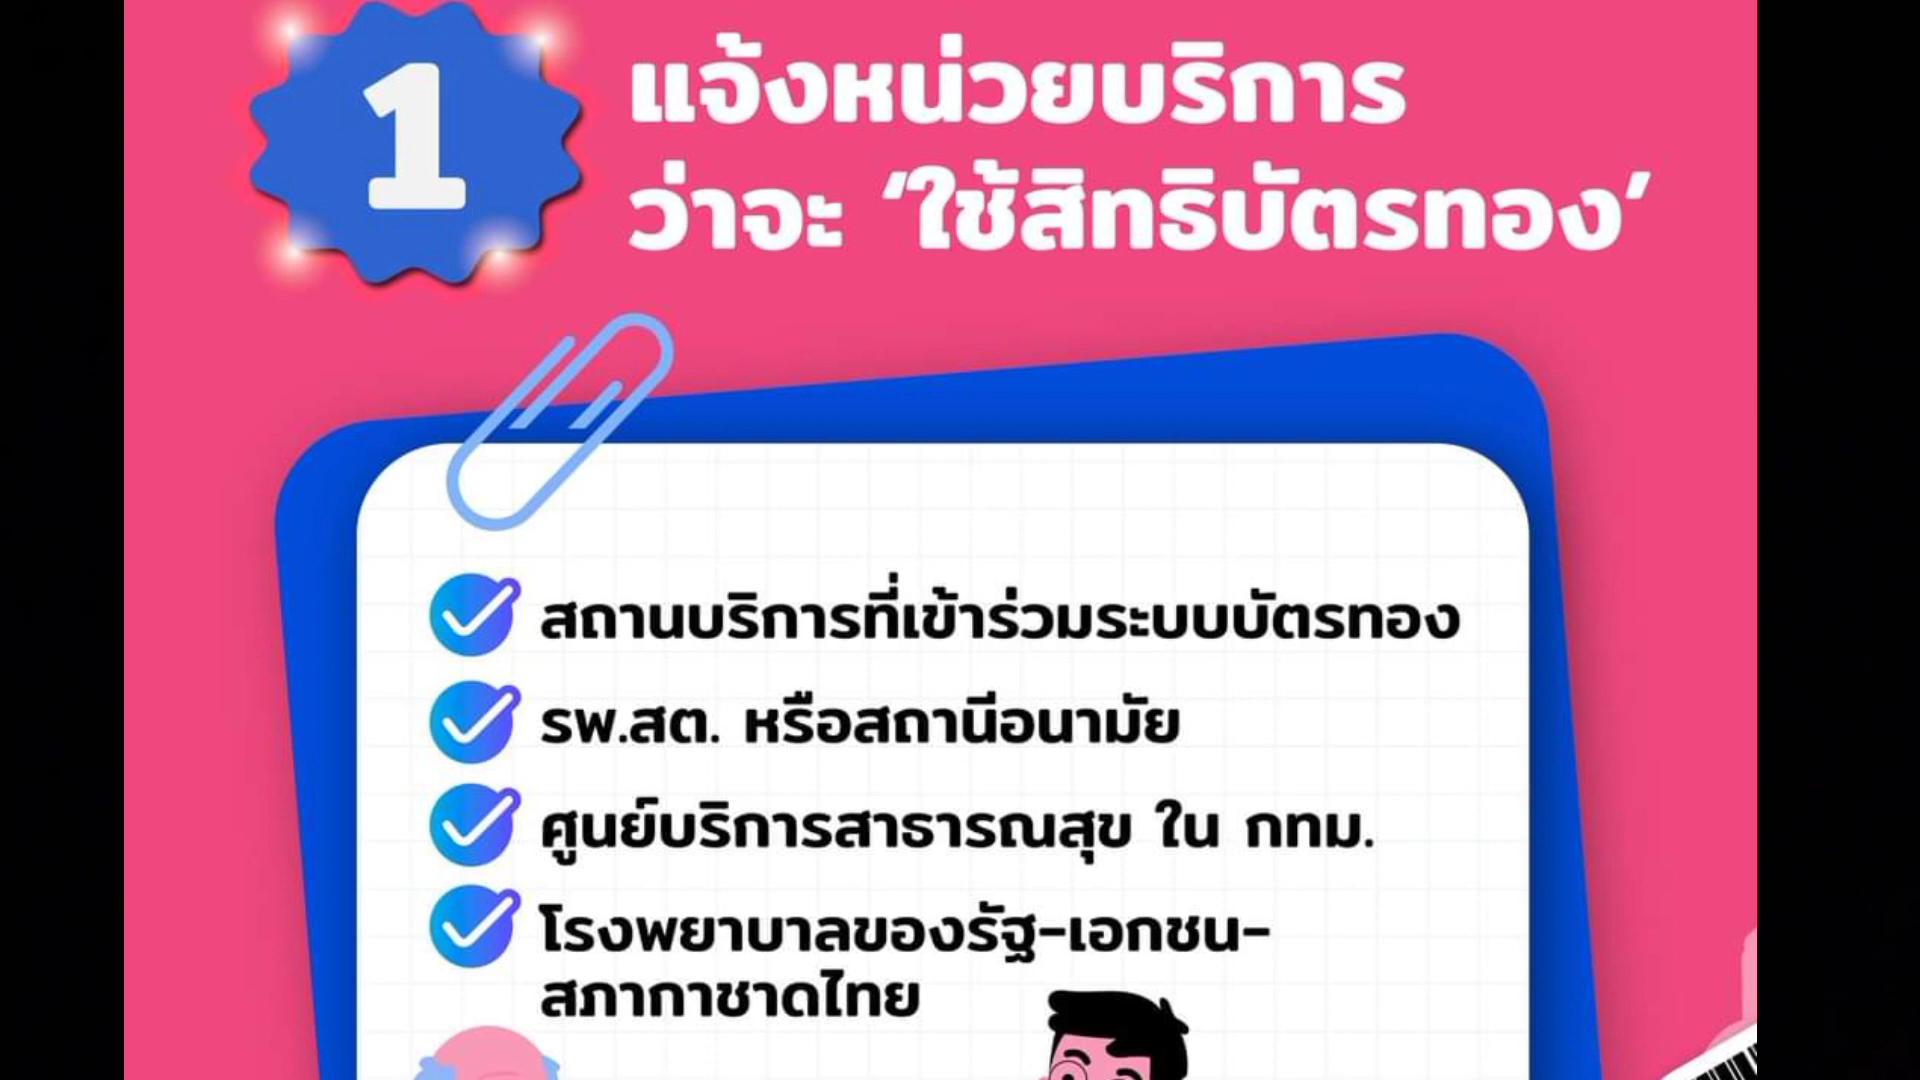 1
แจ้งหน่วยบริการ
ว่าจะ ‘ใช้สิทธิบัตรทอง’
สถานบริการที่เข้าร่วมระบบบัตรทอง
รพ.สต. หรือสถานีอนามัย
ศูนย์บริการสาธารณสุข ใน กทม.
โรงพยาบาลของรัฐ-เอกชน-
สภากาชาดไทย